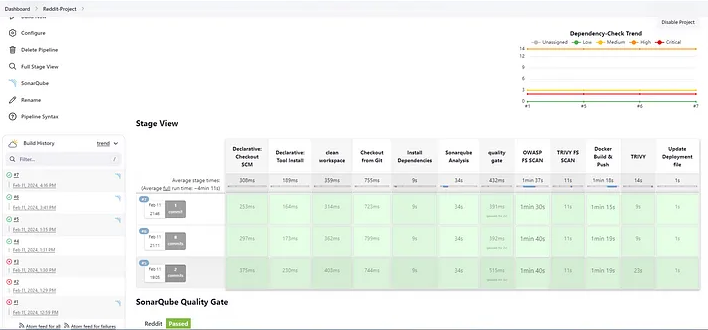 Dashboard > Reddit-Project >
Build Now
Configure
Delete Pipeline
Full Stage View
SonarQube
Rename
Pipeline Syntax
Disable Project
Dependency-Check Trend
Unassigned Low Medium High Critical
14
12
9
6
3
0
#1 #5 #6 #7
Build History trend
Filter... /
#7
Feb 11, 2024, 4:16 PM
#6
Feb 11, 2024, 3:41 PM
#5
Feb 11, 2024, 1:35 PM
#4
Feb 11, 2024, 1:31 PM
#3
Feb 11, 2024, 1:30 PM
#2
Feb 11, 2024, 1:29 PM
#1
Feb 11, 2024, 12:59 PM
Atom feed for all Atom feed for failures
Stage View
Declarative: Checkout SCM
Declarative: Tool Install
clean workspace
Checkout from Git
Install Dependencies
Sonarqube Analysis
quality gate
OWASP FS SCAN
TRIVY FS SCAN
Docker Build & Push
TRIVY
Update Deployment file
Average stage times:
(Average full run time: ~4min 11s)
308ms 189ms 359ms 755ms 9s 34s 432ms 1min 37s 11s 1min 18s 14s 1s
#7
Feb 11
21:46
1 commit
253ms 164ms 314ms 723ms 9s 34s 391ms 1min 30s 11s 1min 15s 9s 1s
Feb 11
21:11
commits
297ms 173ms 362ms 799ms 9s 34s 392ms 1min 40s 11s 1min 19s 9s 1s
Feb 11
19:05
2 commits
375ms 230ms 403ms 744ms 9s 34s 515ms 1min 40s 11s 1min 19s 23s 1s
SonarQube Quality Gate
Reddit Passed